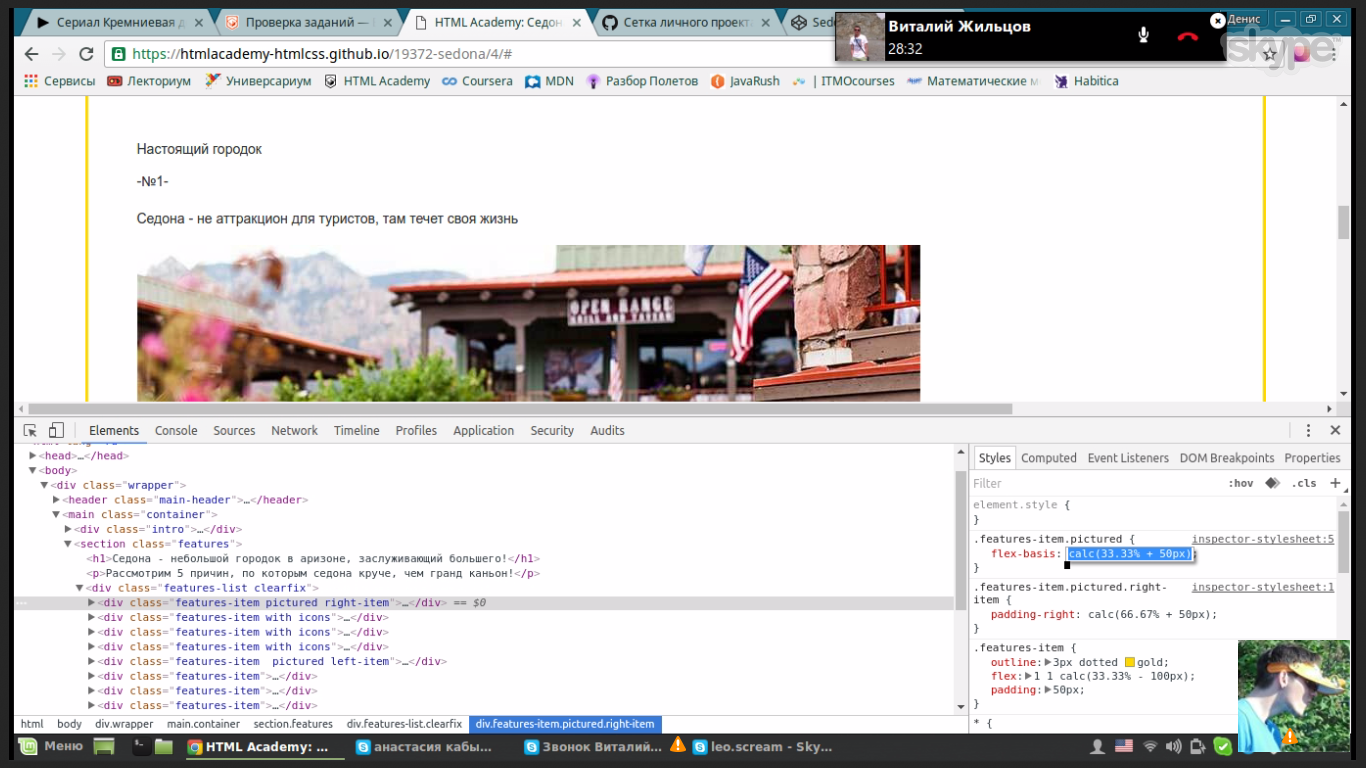 Сериал Кремниевая д
Проверка заданий —
HTML Academy: Седон
Сетка личного проект
Sed
Денис
Виталий Жильцов
28:32
skype
https://htmlacademy-htmlcss.github.io/19372-sedona/4/#
Сервисы
Лекториум
Универсариум
HTML Academy
Coursera
MDN
Разбор Полетов
JavaRush
| ITMOcourses
Математические м
Habitica
Настоящий городок
-№1-
Седона - не аттракцион для туристов, там течет своя жизнь
OPEN RANGE
GRILL AND TAVERN
Elements Console Sources Network Timeline Profiles Application Security Audits
<head>…</head>
<body>
<div class="wrapper">
<header class="main-header">…</header>
<main class="container">
<div class="intro">…</div>
<section class="features">
<h1>Седона - небольшой городок в аризоне, заслуживающий большего!</h1>
<p>Рассмотрим 5 причин, по которым седона круче, чем гранд каньон!</p>
<div class="features-list clearfix">
<div class="features-item pictured right-item">…</div> == $0
<div class="features-item with icons">…</div>
<div class="features-item with icons">…</div>
<div class="features-item with icons">…</div>
<div class="features-item  pictured left-item">…</div>
<div class="features-item">…</div>
<div class="features-item">…</div>
<div class="features-item">…</div>
html body div.wrapper main.container section.features div.features-list.clearfix div.features-item.pictured.right-item
Styles Computed Event Listeners DOM Breakpoints Properties
Filter :hov .cls +
element.style {
}
.features-item.pictured { inspector-stylesheet:5
flex-basis: calc(33.33% + 50px);
}
.features-item.pictured.right- inspector-stylesheet:1
item {
padding-right: calc(66.67% + 50px);
}
.features-item {
outline: 3px dotted gold;
flex: 1 1 calc(33.33% - 100px);
padding: 50px;
}
* {
Меню
HTML Academy: ...
анастасия кабы...
Звонок Виталий...
leo.scream - Sky...